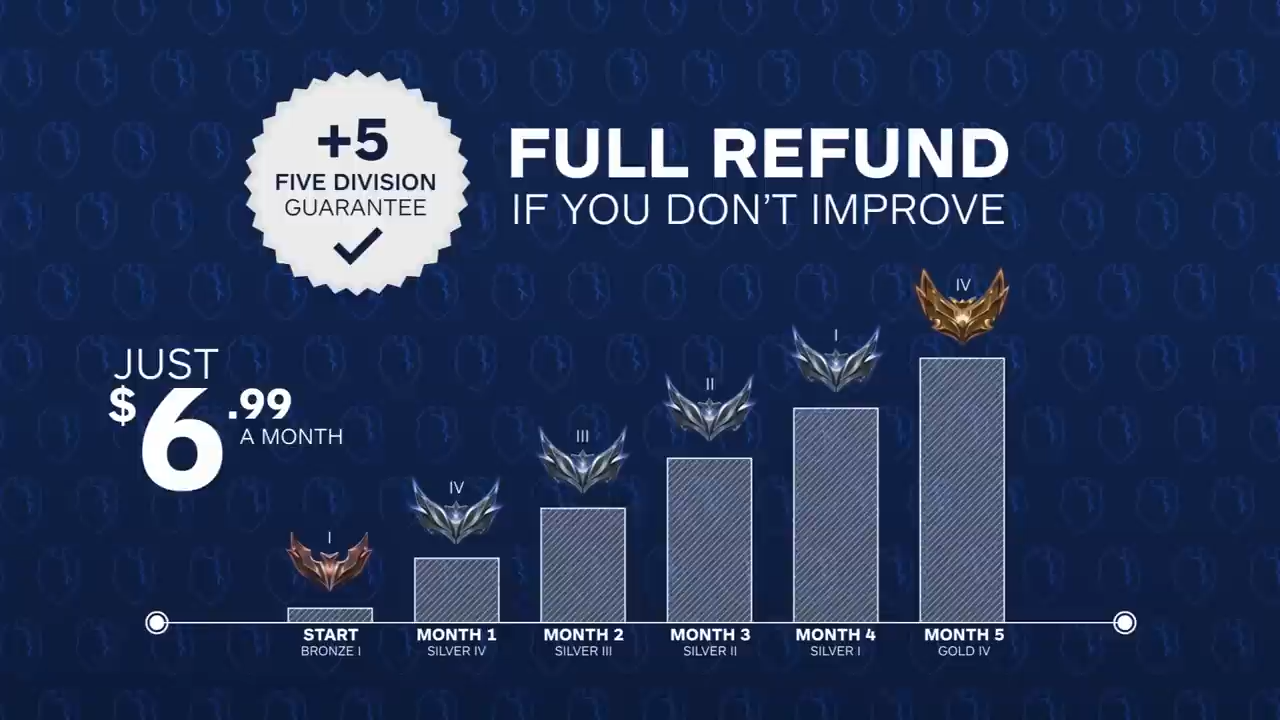 +5
FIVE DIVISION
GUARANTEE
FULL REFUND
IF YOU DON'T IMPROVE
JUST
$6.99
A MONTH
I
IV
III
II
I
IV
START
BRONZE I
MONTH 1
SILVER IV
MONTH 2
SILVER III
MONTH 3
SILVER II
MONTH 4
SILVER I
MONTH 5
GOLD IV